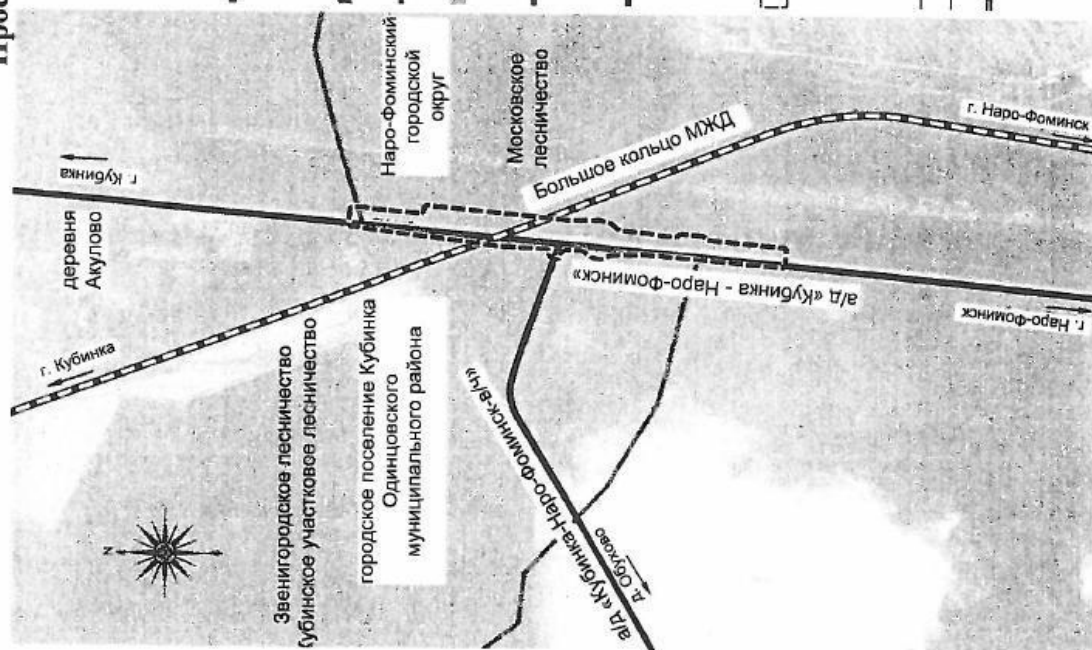 г. Кубинка
деревня
Акулово
г. Кубинка
Наро-Фоминский
городской
округ
Московское
лесничество
Большое кольцо МЖД
г. Наро-Фоминск
N
Звенигородское лесничество
Кубинское участковое лесничество
городское поселение Кубинка
Одинцовского
муниципального района
а/д «Кубинка - Наро-Фоминск»
г. Наро-Фоминск
а/д «Кубинка-Наро-Фоминск-в/ч»
д. Обухово